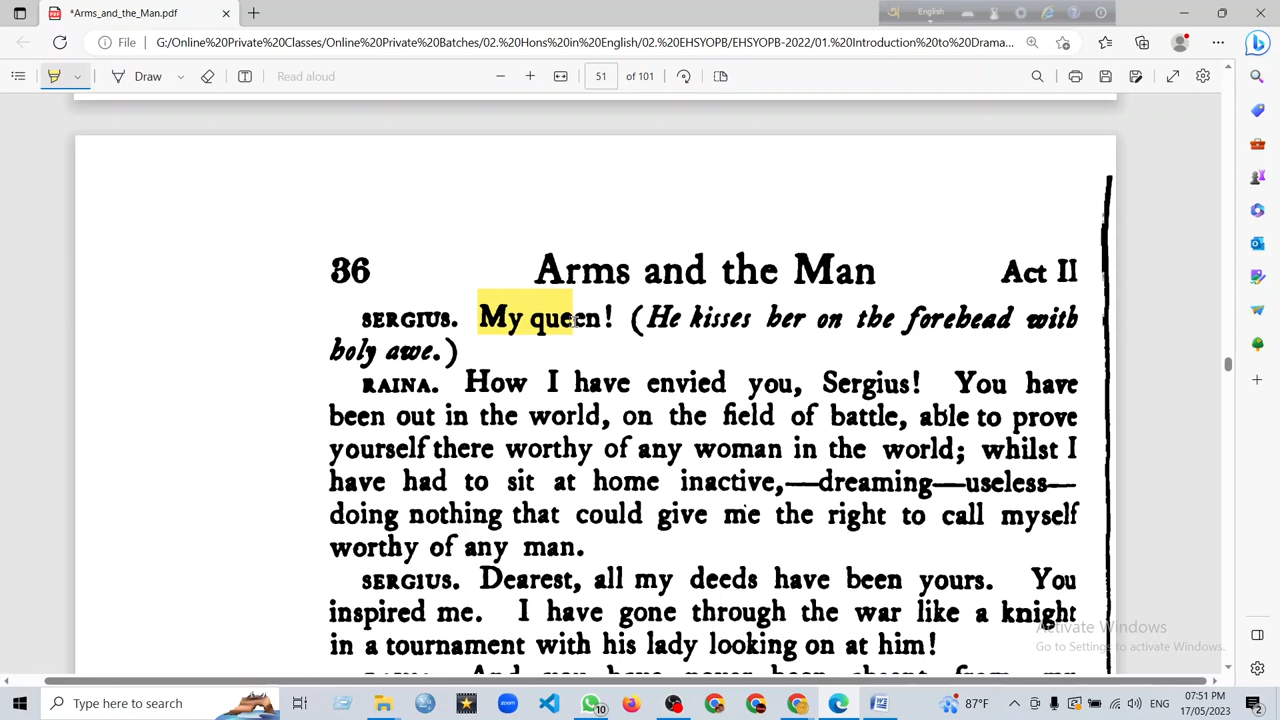 *Arms_and_the_Man.pdf
English
File
G:/Online%20Private%20Classes/Online%20Private%20Batches/02.%20Hons%20in%20English/02.%20EHSYOPB/EHSYOPB-2022/01.%20Introduction%20to%20Drama...
Draw
Read aloud
51 of 101
36 Arms and the Man Act II
SERGIUS. My queen! (He kisses her on the forehead with
holy awe.)
RAINA. How I have envied you, Sergius! You have
been out in the world, on the field of battle, able to prove
yourself there worthy of any woman in the world; whilst I
have had to sit at home inactive,—dreaming—useless—
doing nothing that could give me the right to call myself
worthy of any man.
SERGIUS. Dearest, all my deeds have been yours. You
inspired me. I have gone through the war like a knight
in a tournament with his lady looking on at him!
Activate Windows
Go to Settings to activate Windows.
Type here to search
zoom
10
87°F
ENG
07:51 PM
17/05/2023
2